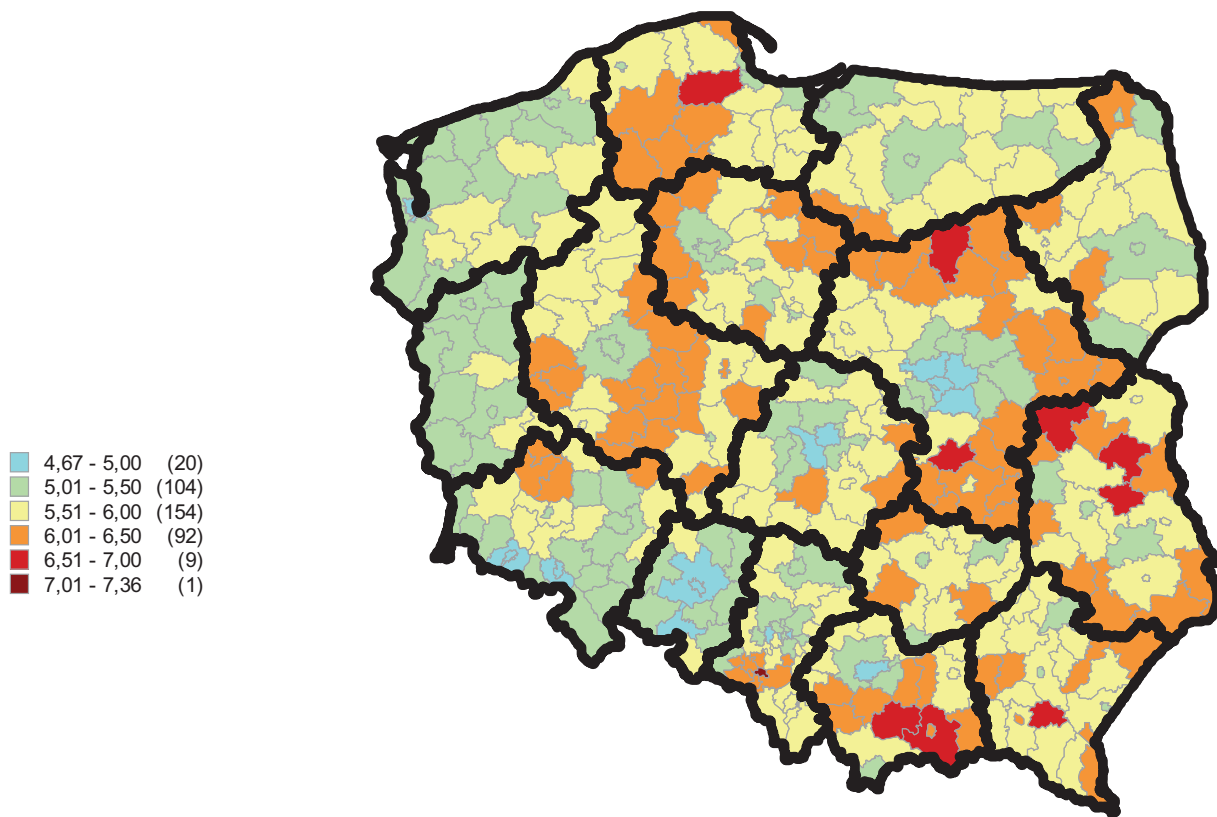 4,67 - 5,00 (20)
5,01 - 5,50 (104)
5,51 - 6,00 (154)
6,01 - 6,50 (92)
6,51 - 7,00 (9)
7,01 - 7,36 (1)